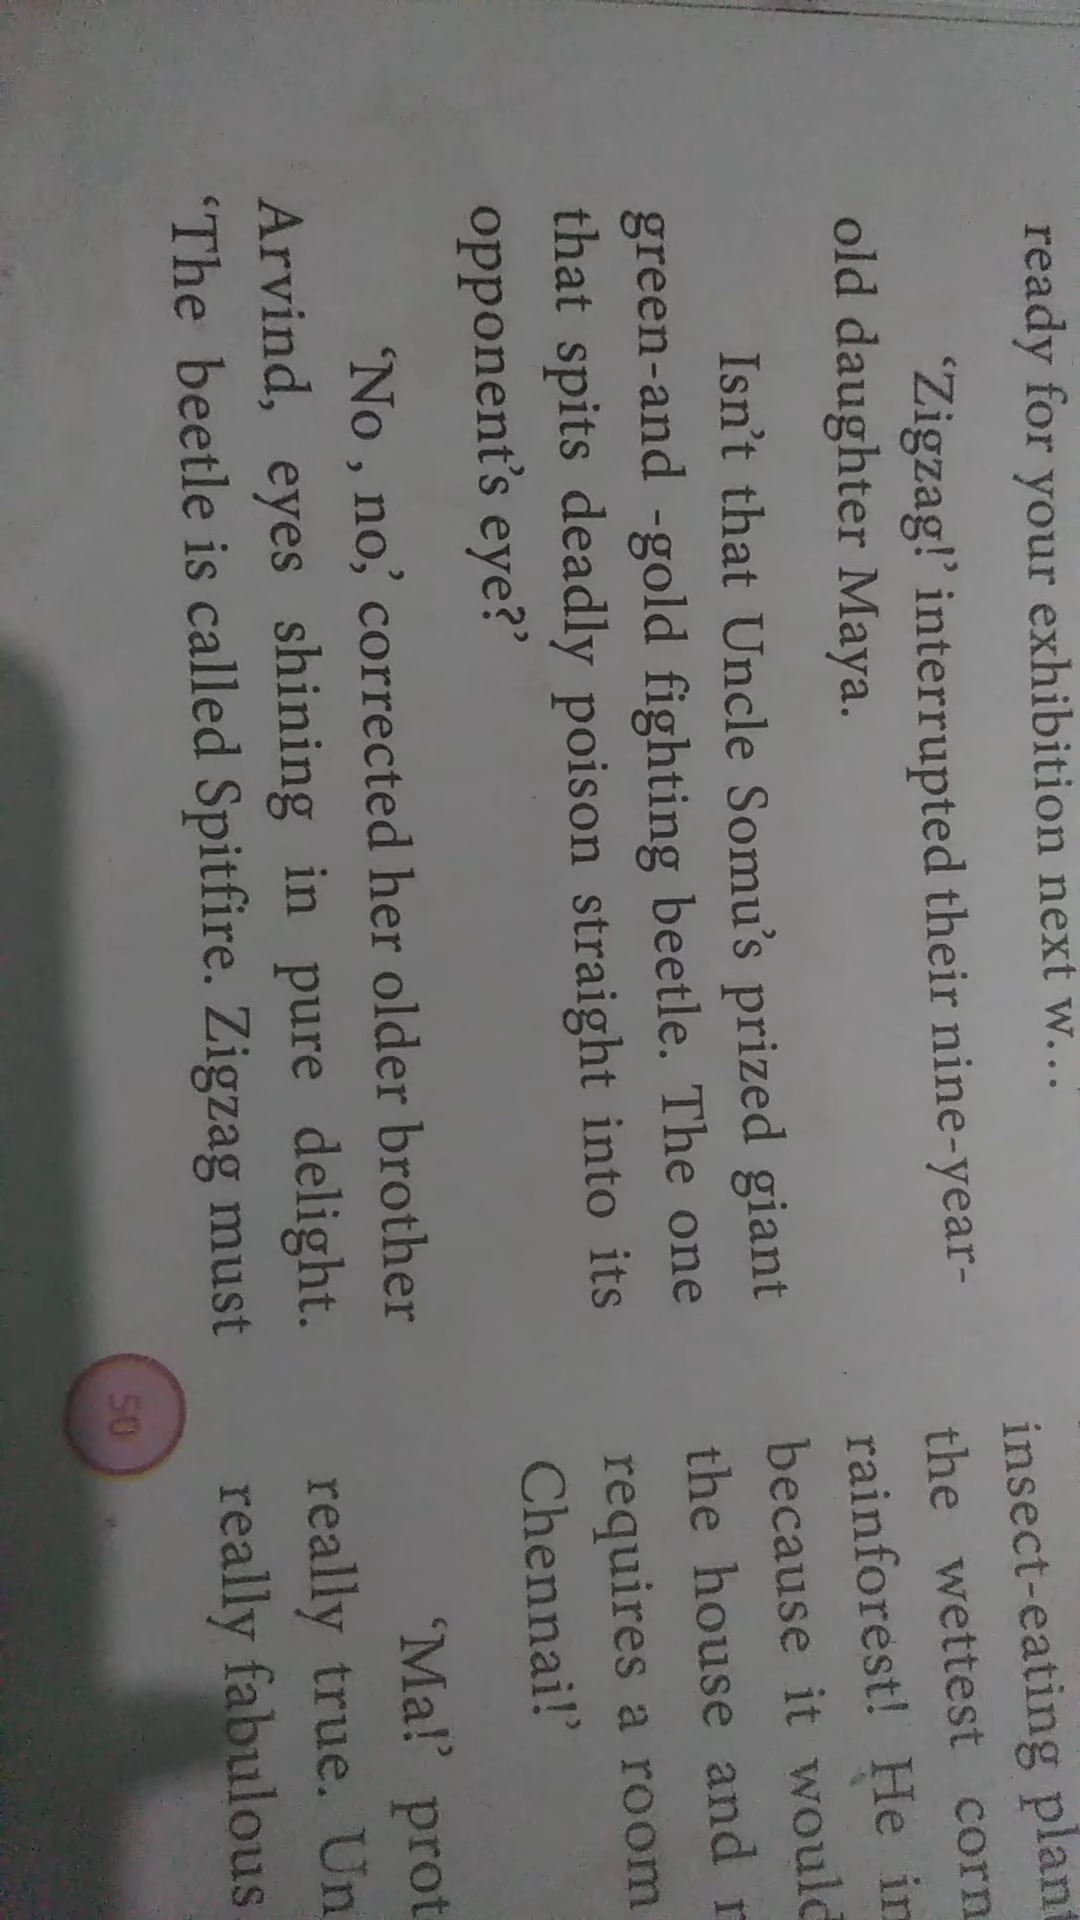 ready for your exhibition next w...
‘Zigzag!’ interrupted their nine-year-
old daughter Maya.
Isn’t that Uncle Somu’s prized giant
green-and -gold fighting beetle. The one
that spits deadly poison straight into its
opponent’s eye?’
‘No , no,’ corrected her older brother
Arvind, eyes shining in pure delight.
‘The beetle is called Spitfire. Zigzag must
50
insect-eating plant
the wettest corn
rainforest! He in
because it would
the house and r
requires a room
Chennai!’
‘Ma!’ prot
really true. Un
really fabulous